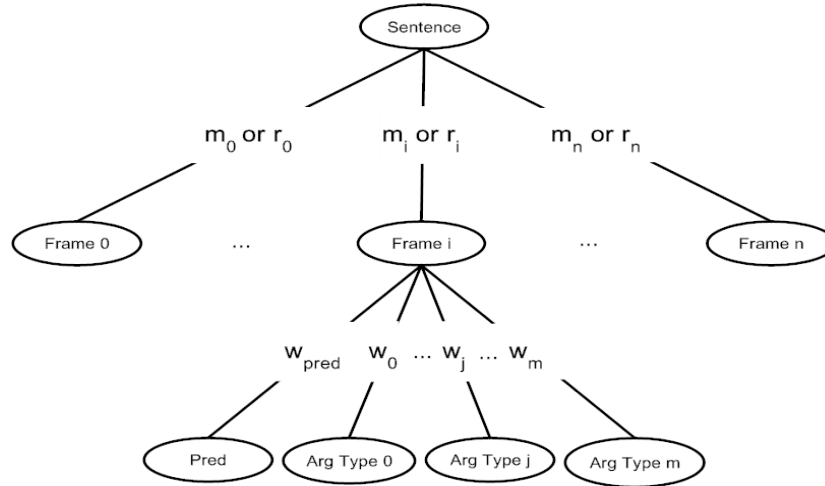 Sentence
m₀ or r₀ mᵢ or rᵢ mₙ or rₙ
Frame 0 ... Frame i ... Frame n
w_pred w₀ ... wⱼ ... wₘ
Pred Arg Type 0 Arg Type j Arg Type m